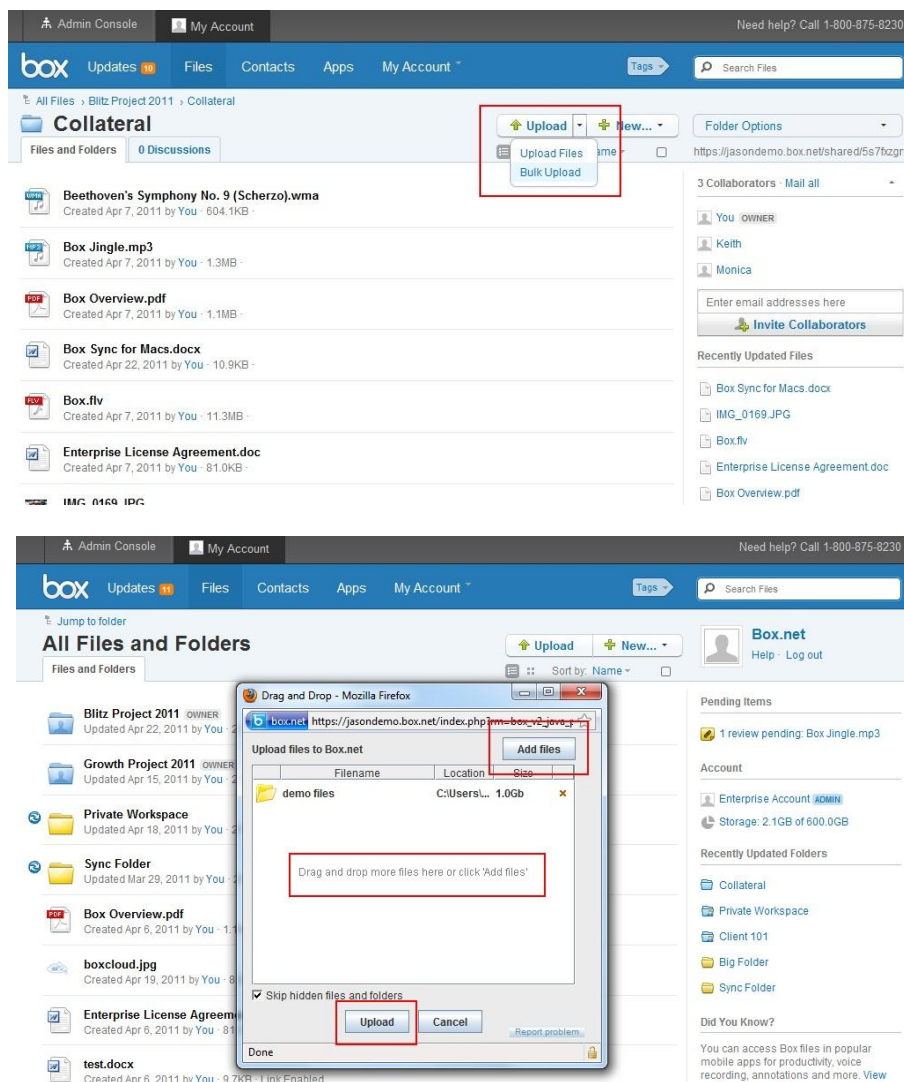 Admin Console
My Account
Need help? Call 1-800-875-8230
box
Updates 10
Files
Contacts
Apps
My Account
Tags
Search Files
All Files › Blitz Project 2011 › Collateral
Collateral
Upload
New...
Folder Options
Files and Folders
0 Discussions
Upload Files
Bulk Upload
https://jasondemo.box.net/shared/5s7fxzgr
Beethoven's Symphony No. 9 (Scherzo).wma
Created Apr 7, 2011 by You · 604.1KB ·
Box Jingle.mp3
Created Apr 7, 2011 by You · 1.3MB ·
Box Overview.pdf
Created Apr 7, 2011 by You · 1.1MB ·
Box Sync for Macs.docx
Created Apr 22, 2011 by You · 10.9KB ·
Box.flv
Created Apr 7, 2011 by You · 11.3MB ·
Enterprise License Agreement.doc
Created Apr 7, 2011 by You · 81.0KB ·
IMG_0169.JPG
3 Collaborators · Mail all
You OWNER
Keith
Monica
Enter email addresses here
Invite Collaborators
Recently Updated Files
Box Sync for Macs.docx
IMG_0169.JPG
Box.flv
Enterprise License Agreement.doc
Box Overview.pdf
Admin Console
My Account
Need help? Call 1-800-875-8230
box
Updates 11
Files
Contacts
Apps
My Account
Tags
Search Files
Jump to folder
All Files and Folders
Upload
New...
Files and Folders
Sort by: Name
Blitz Project 2011 OWNER
Updated Apr 22, 2011 by You · 2
Growth Project 2011 OWNER
Updated Apr 15, 2011 by You · 2
Private Workspace
Updated Apr 18, 2011 by You · 2
Sync Folder
Updated Mar 29, 2011 by You · 2
Box Overview.pdf
Created Apr 6, 2011 by You · 1.1
boxcloud.jpg
Created Apr 19, 2011 by You · 8
Enterprise License Agreem
Created Apr 6, 2011 by You · 81
test.docx
Created Apr 6, 2011 by You · 9.7KB · Link Enabled
Drag and Drop - Mozilla Firefox
box.net https://jasondemo.box.net/index.php?rm=box_v2_java_
Upload files to Box.net
Add files
Filename
Location
Size
demo files
C:\Users\...
1.0Gb
Drag and drop more files here or click 'Add files'
Skip hidden files and folders
Upload
Cancel
Report problem
Done
Box.net
Help · Log out
Pending Items
1 review pending: Box Jingle.mp3
Account
Enterprise Account ADMIN
Storage: 2.1GB of 600.0GB
Recently Updated Folders
Collateral
Private Workspace
Client 101
Big Folder
Sync Folder
Did You Know?
You can access Box files in popular
mobile apps for productivity, voice
recording, annotations and more. View